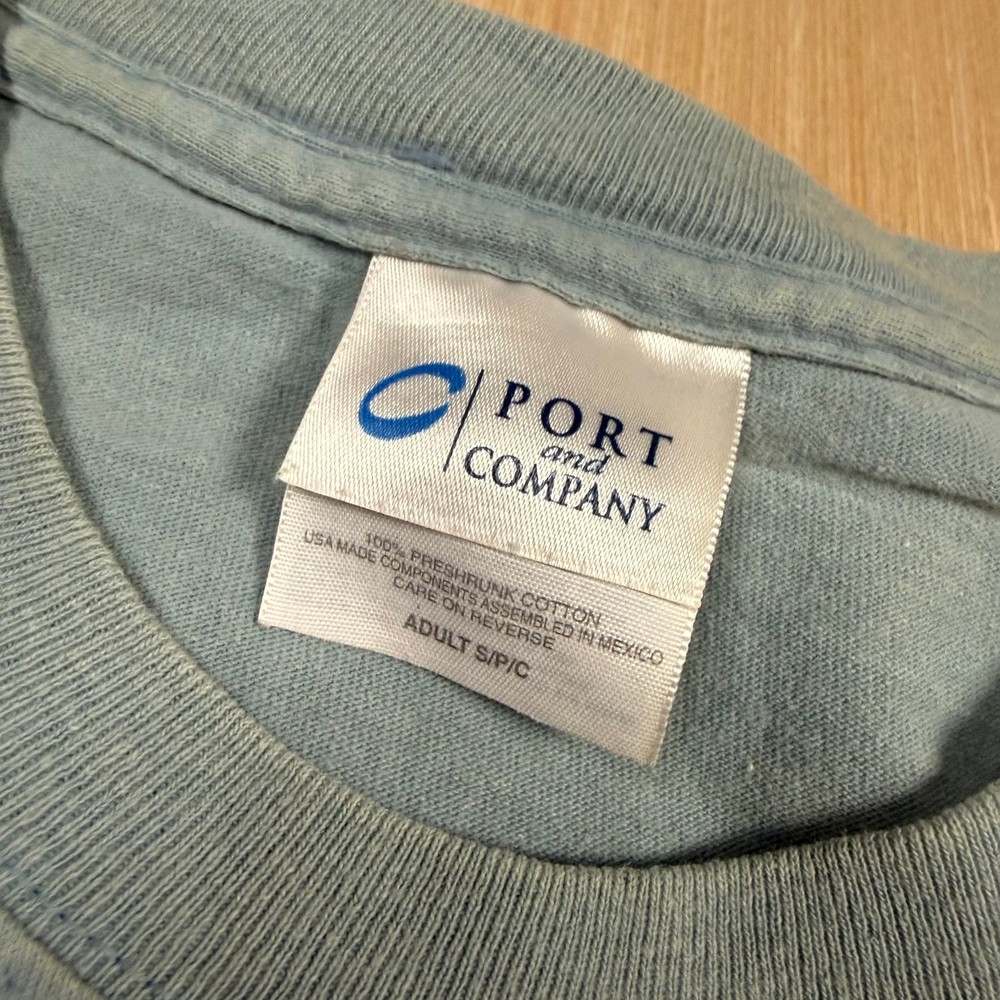 PORT
and
COMPANY
100% PRESHRUNK COTTON
USA MADE COMPONENTS ASSEMBLED IN MEXICO
CARE ON REVERSE
ADULT S/P/C